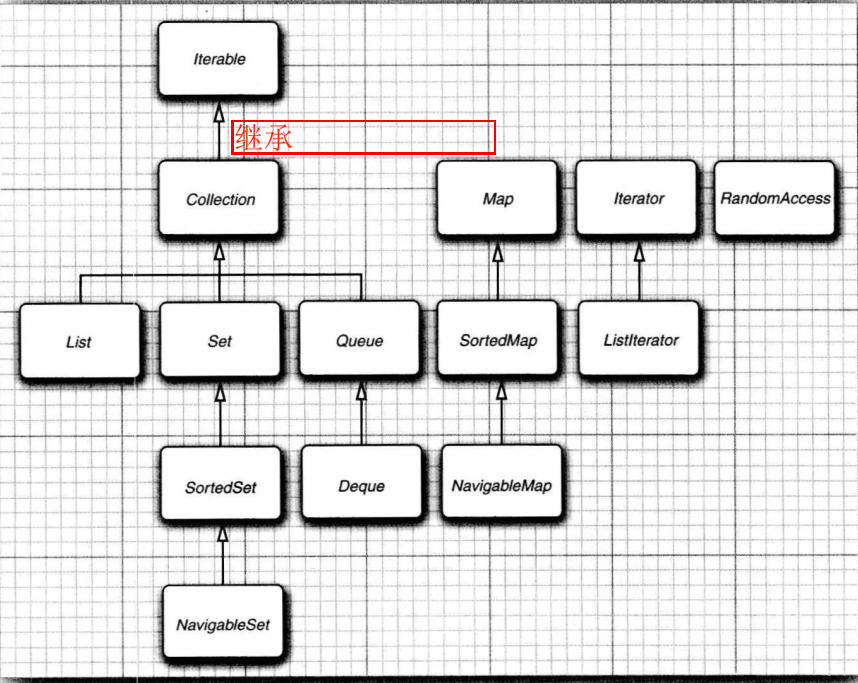 Iterable
继承
Collection
Map
Iterator
RandomAccess
List
Set
Queue
SortedMap
ListIterator
SortedSet
Deque
NavigableMap
NavigableSet